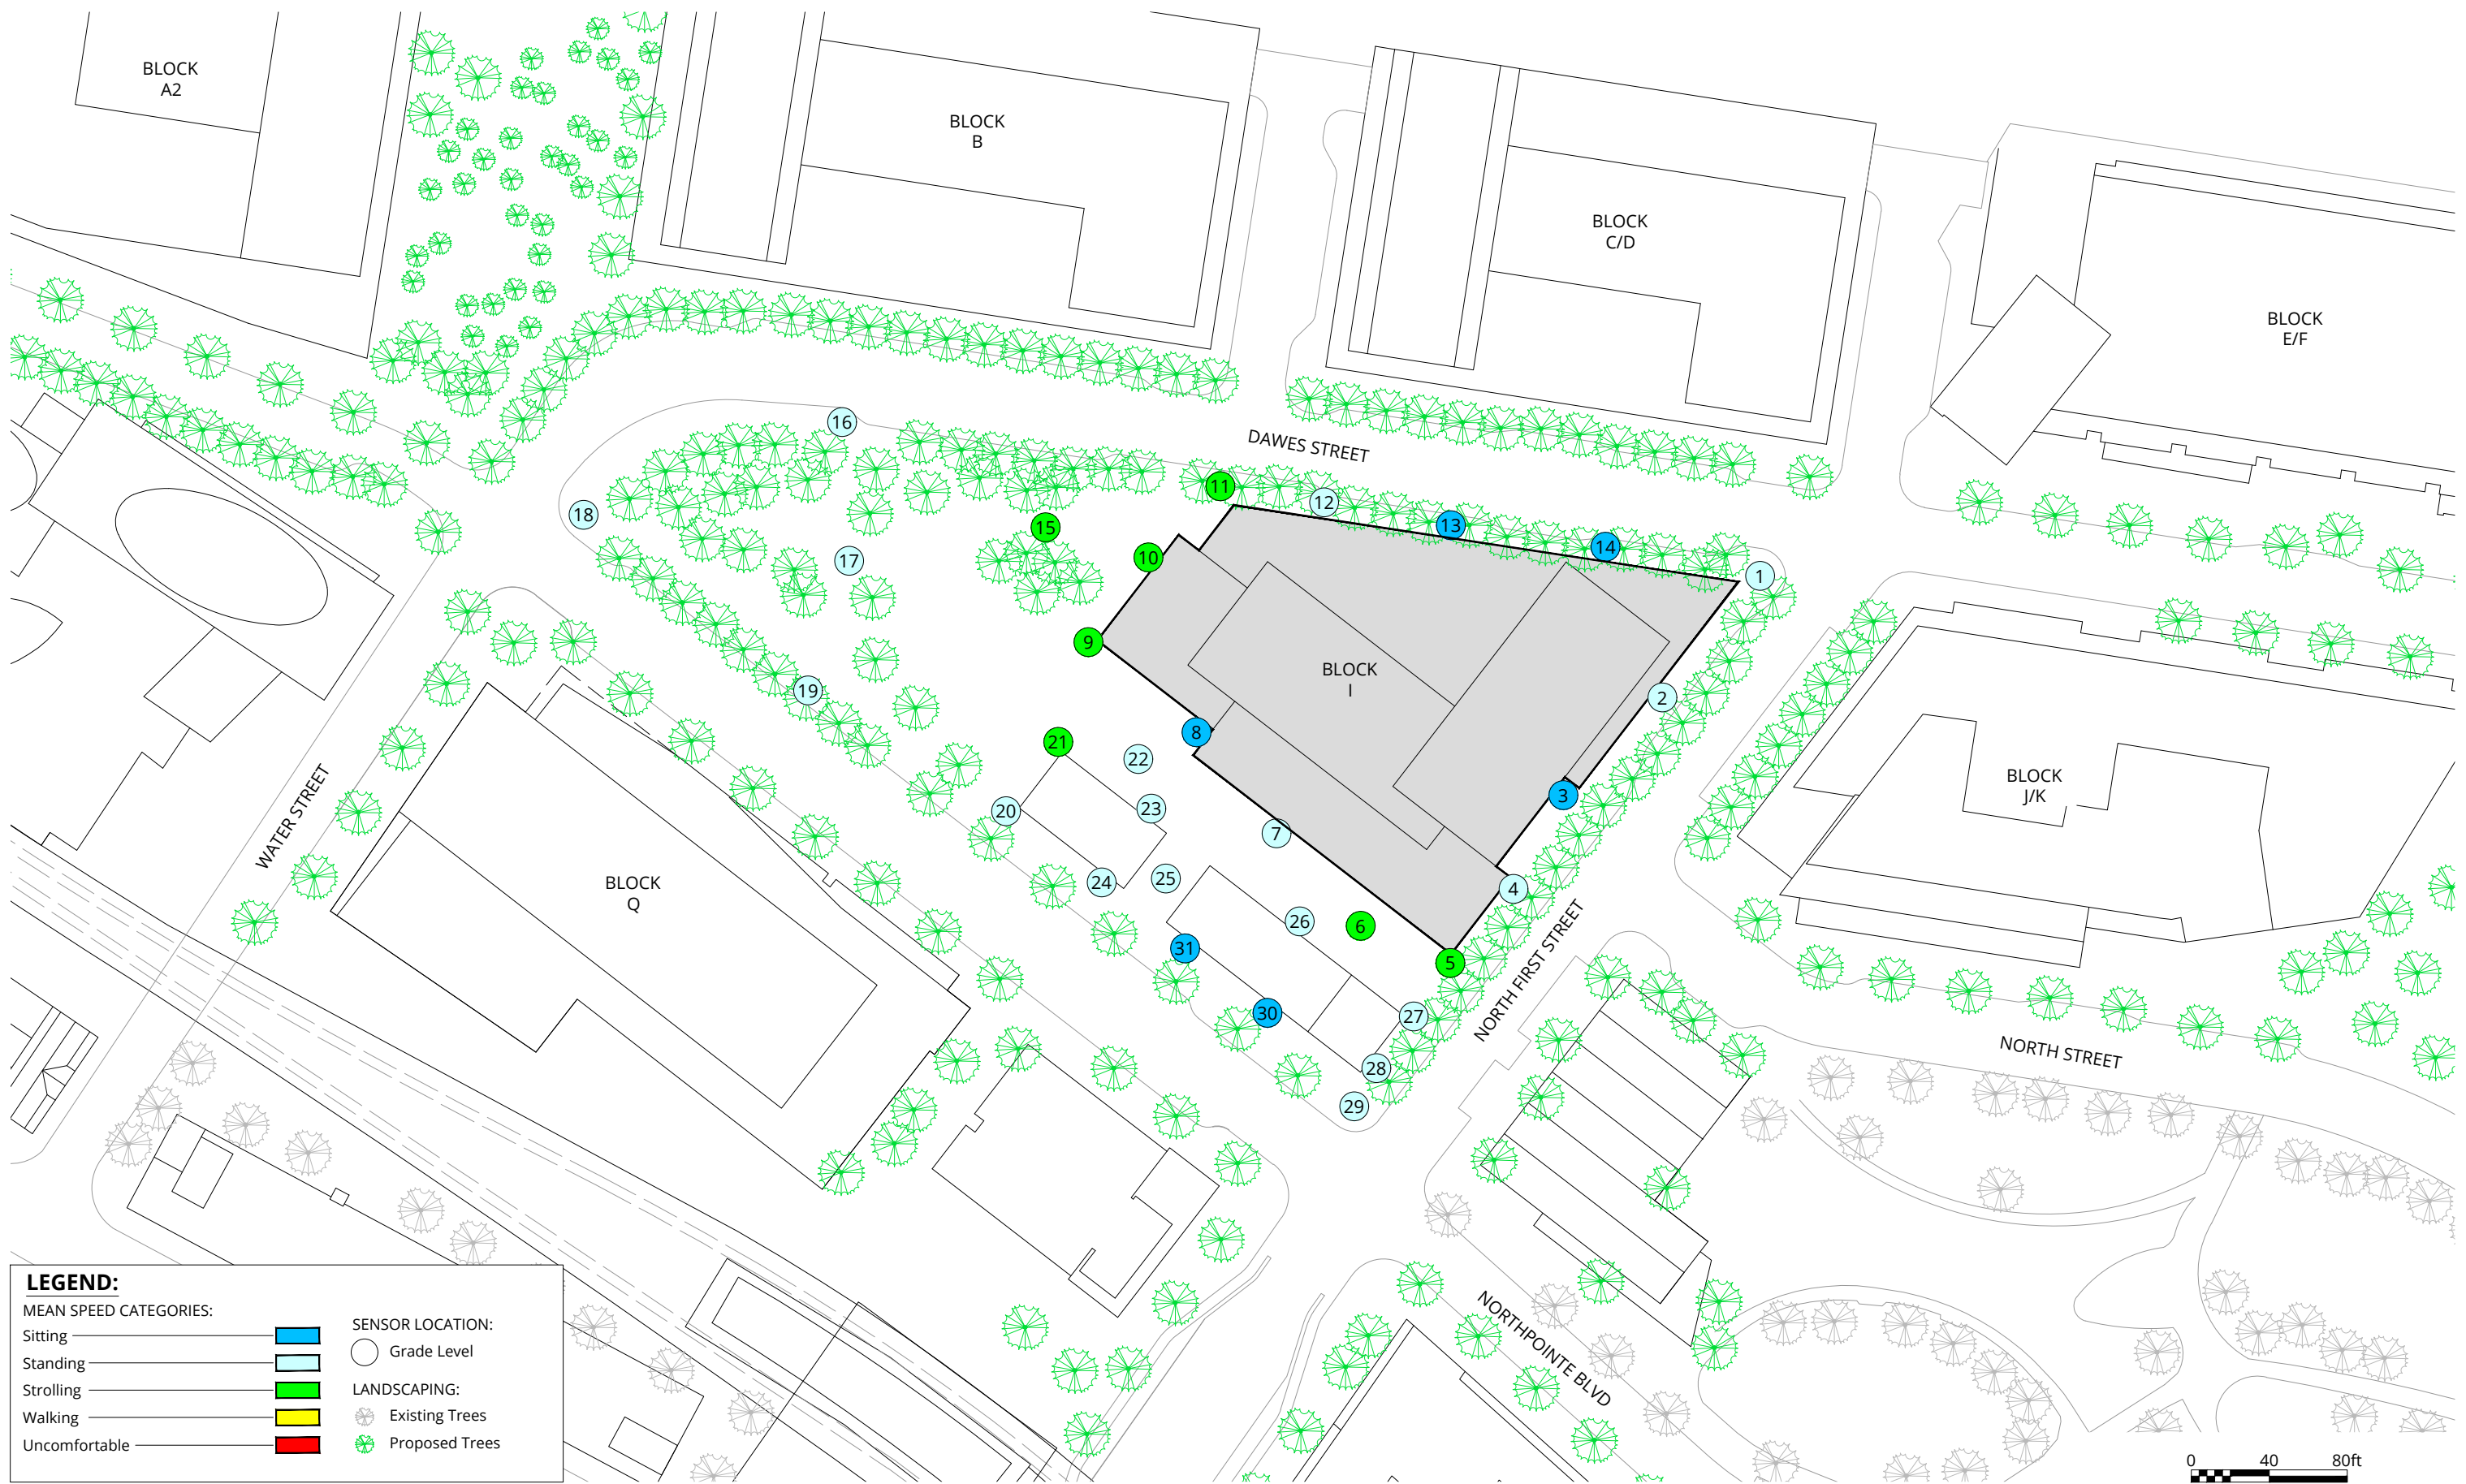 BLOCK
A2
BLOCK
B
BLOCK
C/D
BLOCK
E/F
DAWES STREET
16
11
12
13
14
18
15
10
17
1
9
BLOCK
I
19
2
8
21
22
3
BLOCK
J/K
20
23
7
WATER STREET
BLOCK
Q
24
25
4
26
6
31
5
NORTH FIRST STREET
30
27
28
29
NORTH STREET
NORTHPOINTE BLVD
LEGEND:
MEAN SPEED CATEGORIES:
Sitting
Standing
Strolling
Walking
Uncomfortable
SENSOR LOCATION:
Grade Level
LANDSCAPING:
Existing Trees
Proposed Trees
0 40 80ft